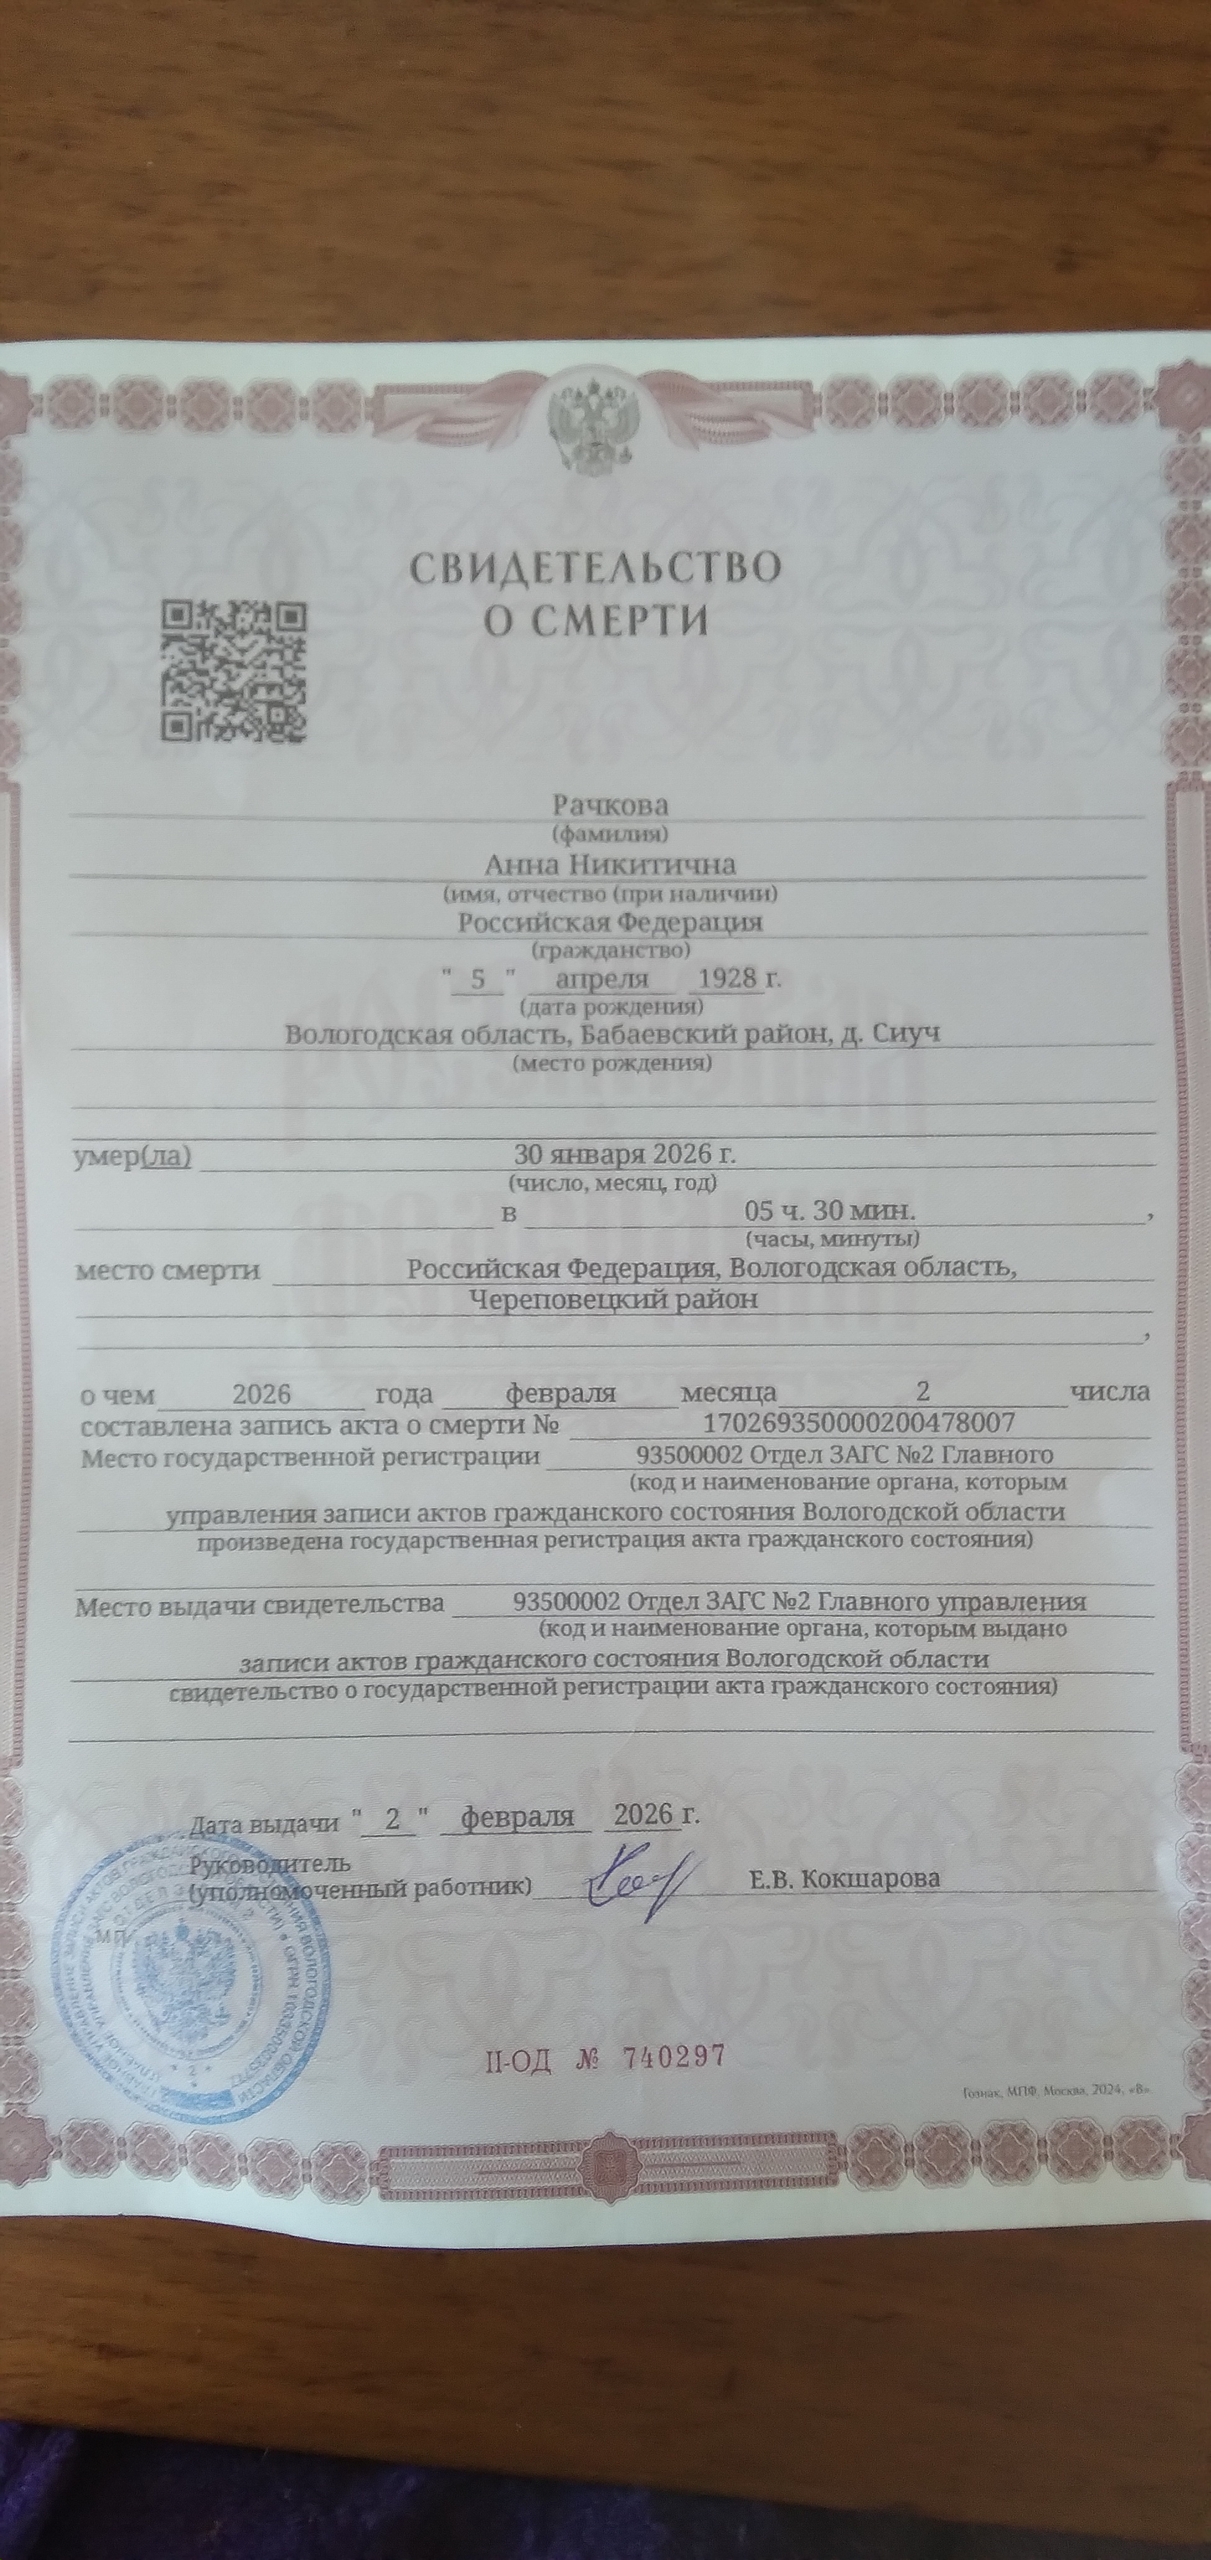 СВИДЕТЕЛЬСТВО
О СМЕРТИ
Рачкова
(фамилия)
Анна Никитична
(имя, отчество (при наличии)
Российская Федерация
(гражданство)
" 5 " апреля 1928 г.
(дата рождения)
Вологодская область, Бабаевский район, д. Сиуч
(место рождения)
умер(ла) 30 января 2026 г.
(число, месяц, год)
в 05 ч. 30 мин. ,
(часы, минуты)
место смерти Российская Федерация, Вологодская область,
Череповецкий район
,
о чем 2026 года февраля месяца 2 числа
составлена запись акта о смерти № 170269350000200478007
Место государственной регистрации 93500002 Отдел ЗАГС №2 Главного
(код и наименование органа, которым
управления записи актов гражданского состояния Вологодской области
произведена государственная регистрация акта гражданского состояния)
Место выдачи свидетельства 93500002 Отдел ЗАГС №2 Главного управления
(код и наименование органа, которым выдано
записи актов гражданского состояния Вологодской области
свидетельство о государственной регистрации акта гражданского состояния)
Дата выдачи " 2 " февраля 2026 г.
Руководитель
(уполномоченный работник) Е.В. Кокшарова
МП
II-ОД № 740297
Гознак, МПФ, Москва, 2024, «В».